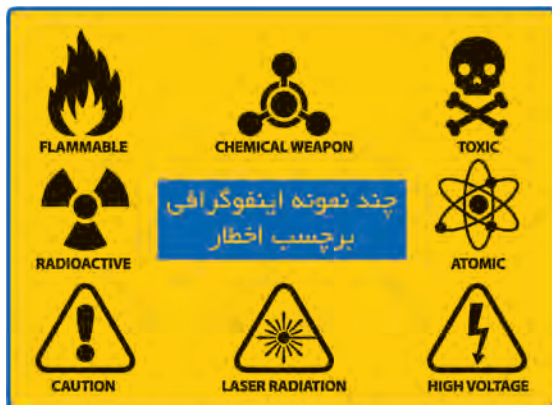 FLAMMABLE
CHEMICAL WEAPON
TOXIC
چند نمونه اینفوگرافی
برچسب اخطار
RADIOACTIVE
ATOMIC
CAUTION
LASER RADIATION
HIGH VOLTAGE